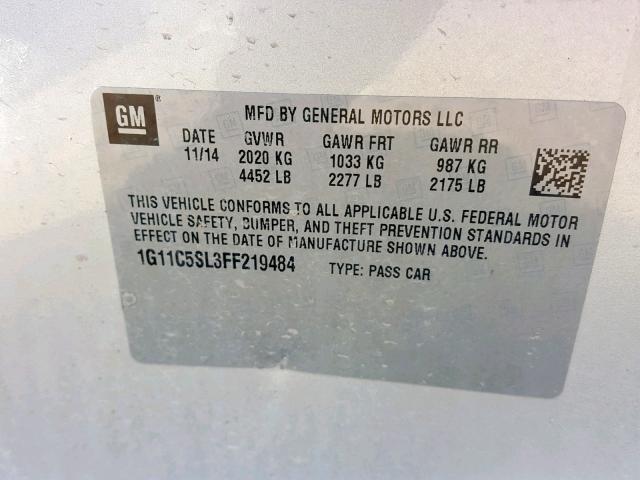 GM®
MFD BY GENERAL MOTORS LLC
DATE GVWR GAWR FRT GAWR RR
11/14 2020 KG 1033 KG 987 KG
4452 LB 2277 LB 2175 LB
THIS VEHICLE CONFORMS TO ALL APPLICABLE U.S. FEDERAL MOTOR
VEHICLE SAFETY, BUMPER, AND THEFT PREVENTION STANDARDS IN
EFFECT ON THE DATE OF MANUFACTURE SHOWN ABOVE.
1G11C5SL3FF219484 TYPE: PASS CAR